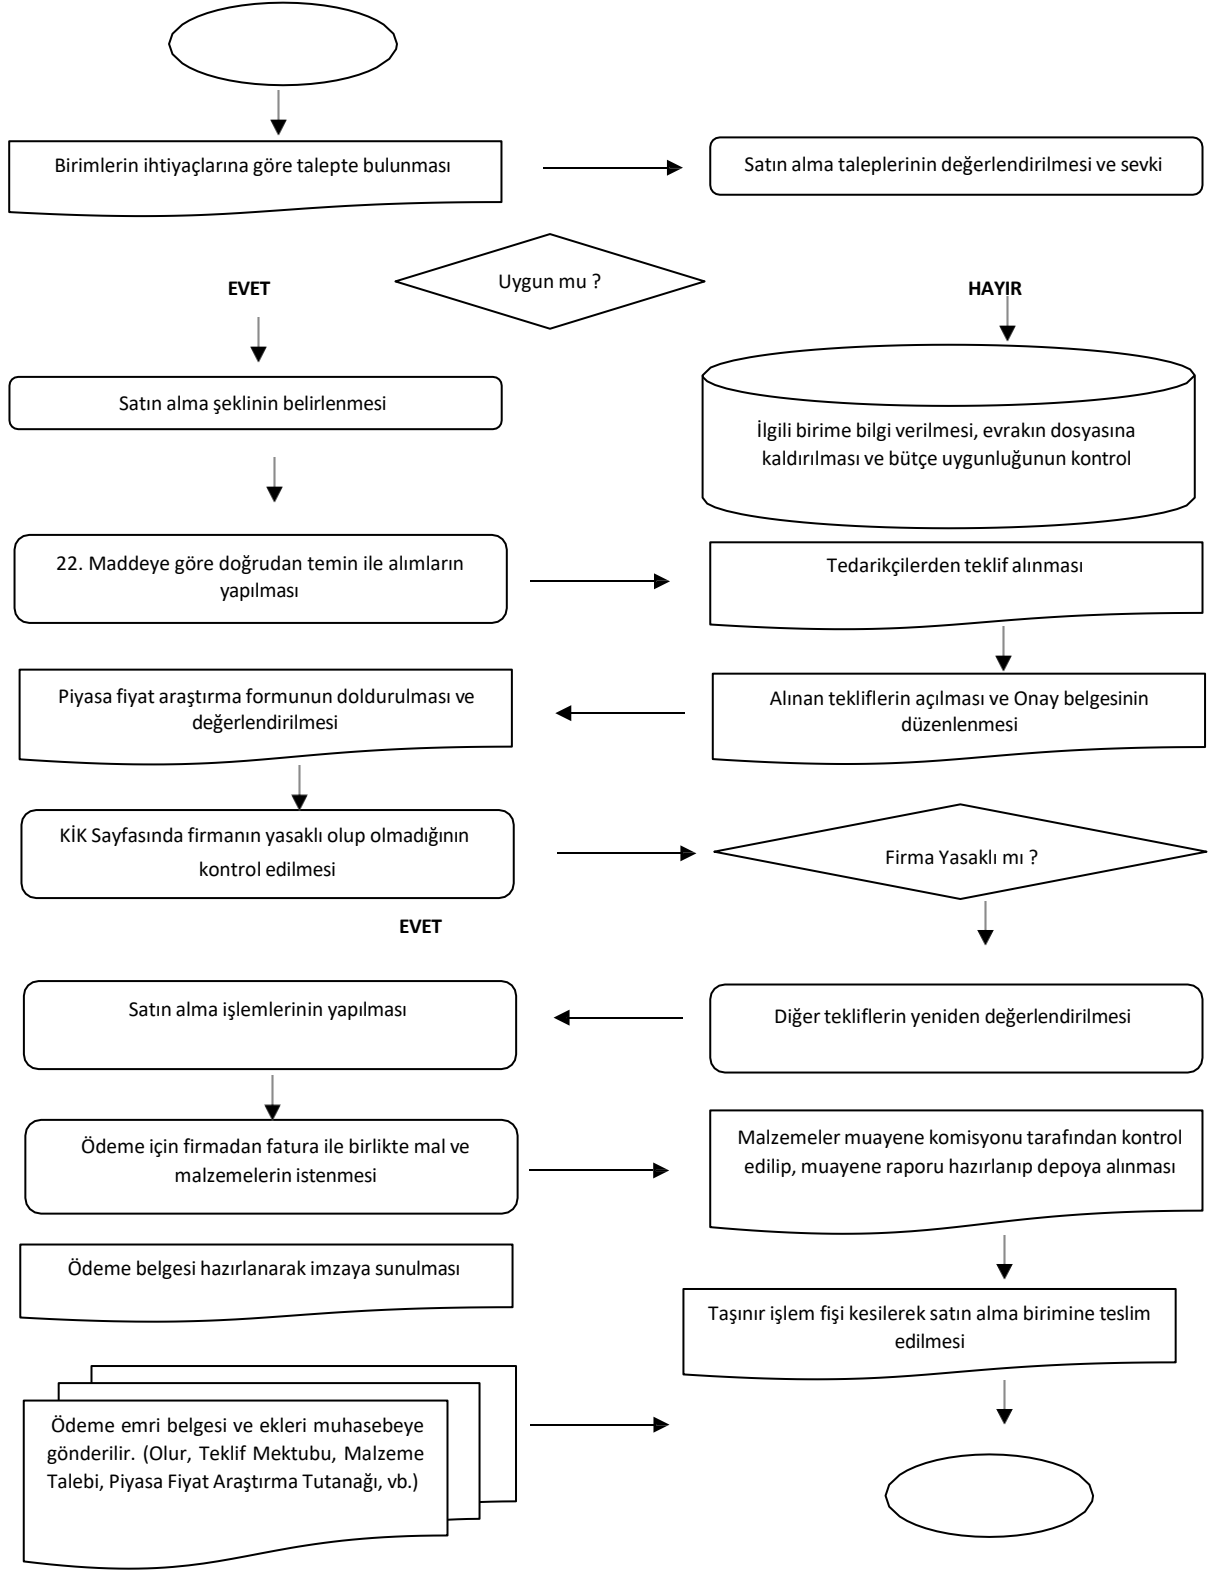 Birimlerin ihtiyaçlarına göre talepte bulunması
Satın alma taleplerinin değerlendirilmesi ve sevki
Uygun mu ?
EVET
HAYIR
Satın alma şeklinin belirlenmesi
İlgili birime bilgi verilmesi, evrakın dosyasına
kaldırılması ve bütçe uygunluğunun kontrol
22. Maddeye göre doğrudan temin ile alımların
yapılması
Tedarikçilerden teklif alınması
Piyasa fiyat araştırma formunun doldurulması ve
değerlendirilmesi
Alınan tekliflerin açılması ve Onay belgesinin
düzenlenmesi
KİK Sayfasında firmanın yasaklı olup olmadığının
kontrol edilmesi
Firma Yasaklı mı ?
EVET
Satın alma işlemlerinin yapılması
Diğer tekliflerin yeniden değerlendirilmesi
Ödeme için firmadan fatura ile birlikte mal ve
malzemelerin istenmesi
Malzemeler muayene komisyonu tarafından kontrol
edilip, muayene raporu hazırlanıp depoya alınması
Ödeme belgesi hazırlanarak imzaya sunulması
Taşınır işlem fişi kesilerek satın alma birimine teslim
edilmesi
Ödeme emri belgesi ve ekleri muhasebeye
gönderilir. (Olur, Teklif Mektubu, Malzeme
Talebi, Piyasa Fiyat Araştırma Tutanağı, vb.)